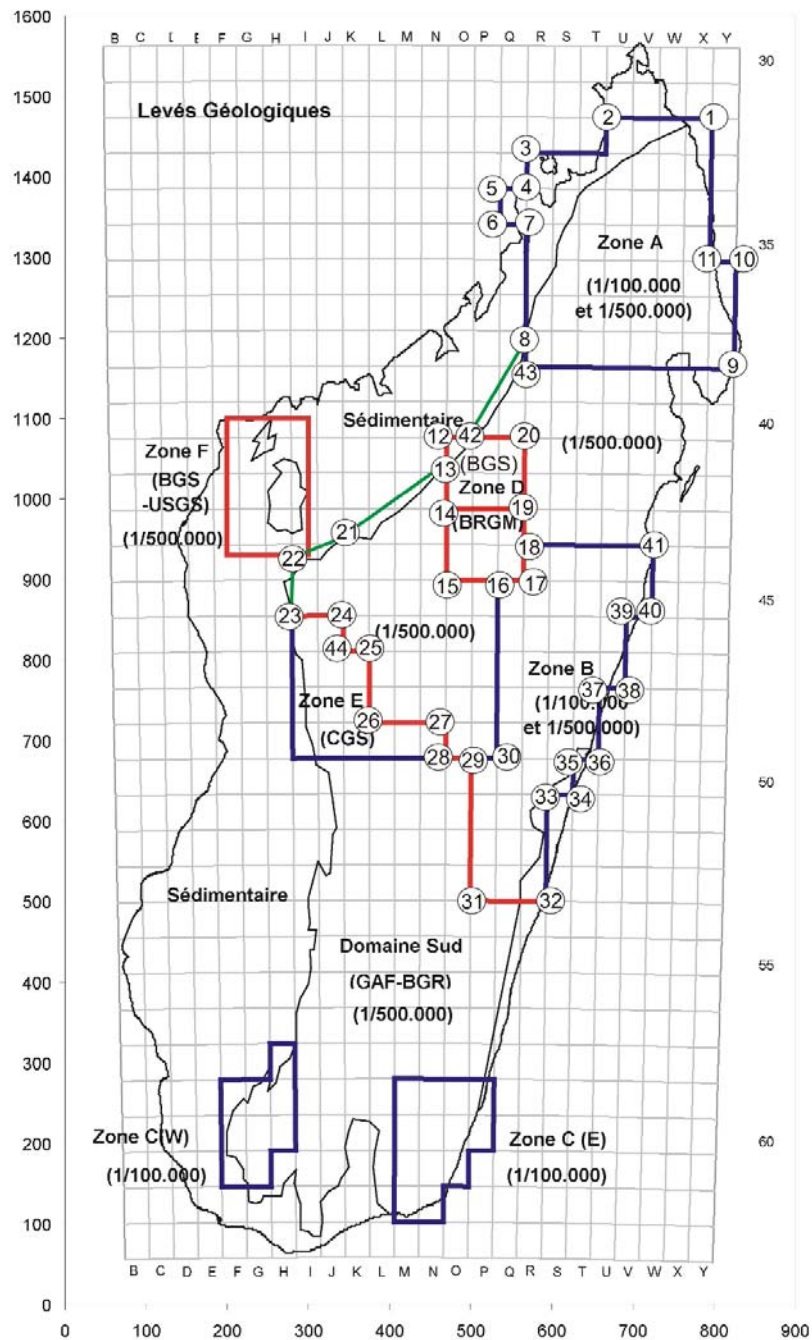 1600
B C D E F G H I J K L M N O P Q R S T U V W X Y
30
1500
Levés Géologiques
2 1
3
1400
5 4
6 7
Zone A
35
1300
11 10
(1/100.000
et 1/500.000)
1200
8
43
9
1100
Sédimentaire
40
12 42 20
(1/500.000)
Zone F
(BGS
-USGS)
(BGS)
13
Zone D
1000
14 19
(BRGM)
(1/500.000)
21
22
18 41
900
15 16 17
45
23 24
39 40
(1/500.000)
44 25
800
Zone B
Zone E
37 38
(1/100.000
et 1/500.000)
26 27
(CGS)
700
28 29 30
35 36
50
33 34
600
500
Sédimentaire
31 32
Domaine Sud
(GAF-BGR)
55
400
(1/500.000)
300
200
Zone C(W)
Zone C (E)
60
(1/100.000)
(1/100.000)
100
B C D E F G H I J K L M N O P Q R S T U V W X Y
0
0 100 200 300 400 500 600 700 800 900